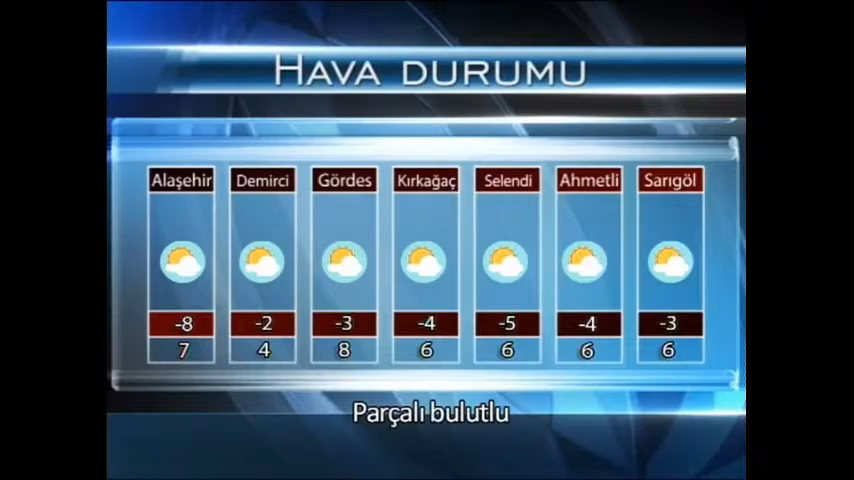 HAVA DURUMU
Alaşehir Demirci Gördes Kırkağaç Selendi Ahmetli Sarıgöl
-8 -2 -3 -4 -5 -4 -3
7 4 8 6 6 6 6
Parçalı bulutlu